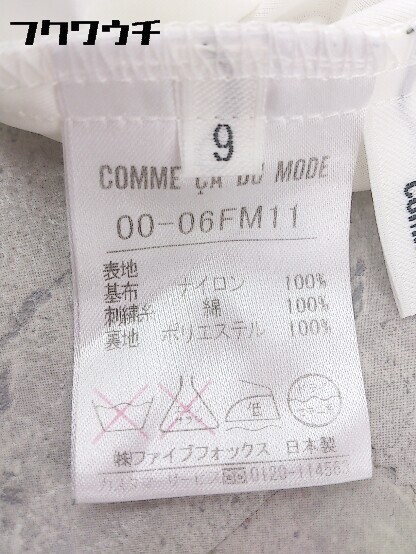 フクワウチ
9
COMME ÇA DU MODE
00-06FM11
表地
基布 ナイロン 100%
刺繍糸 綿 100%
裏地 ポリエステル 100%
低
㈱ファイブフォックス 日本製